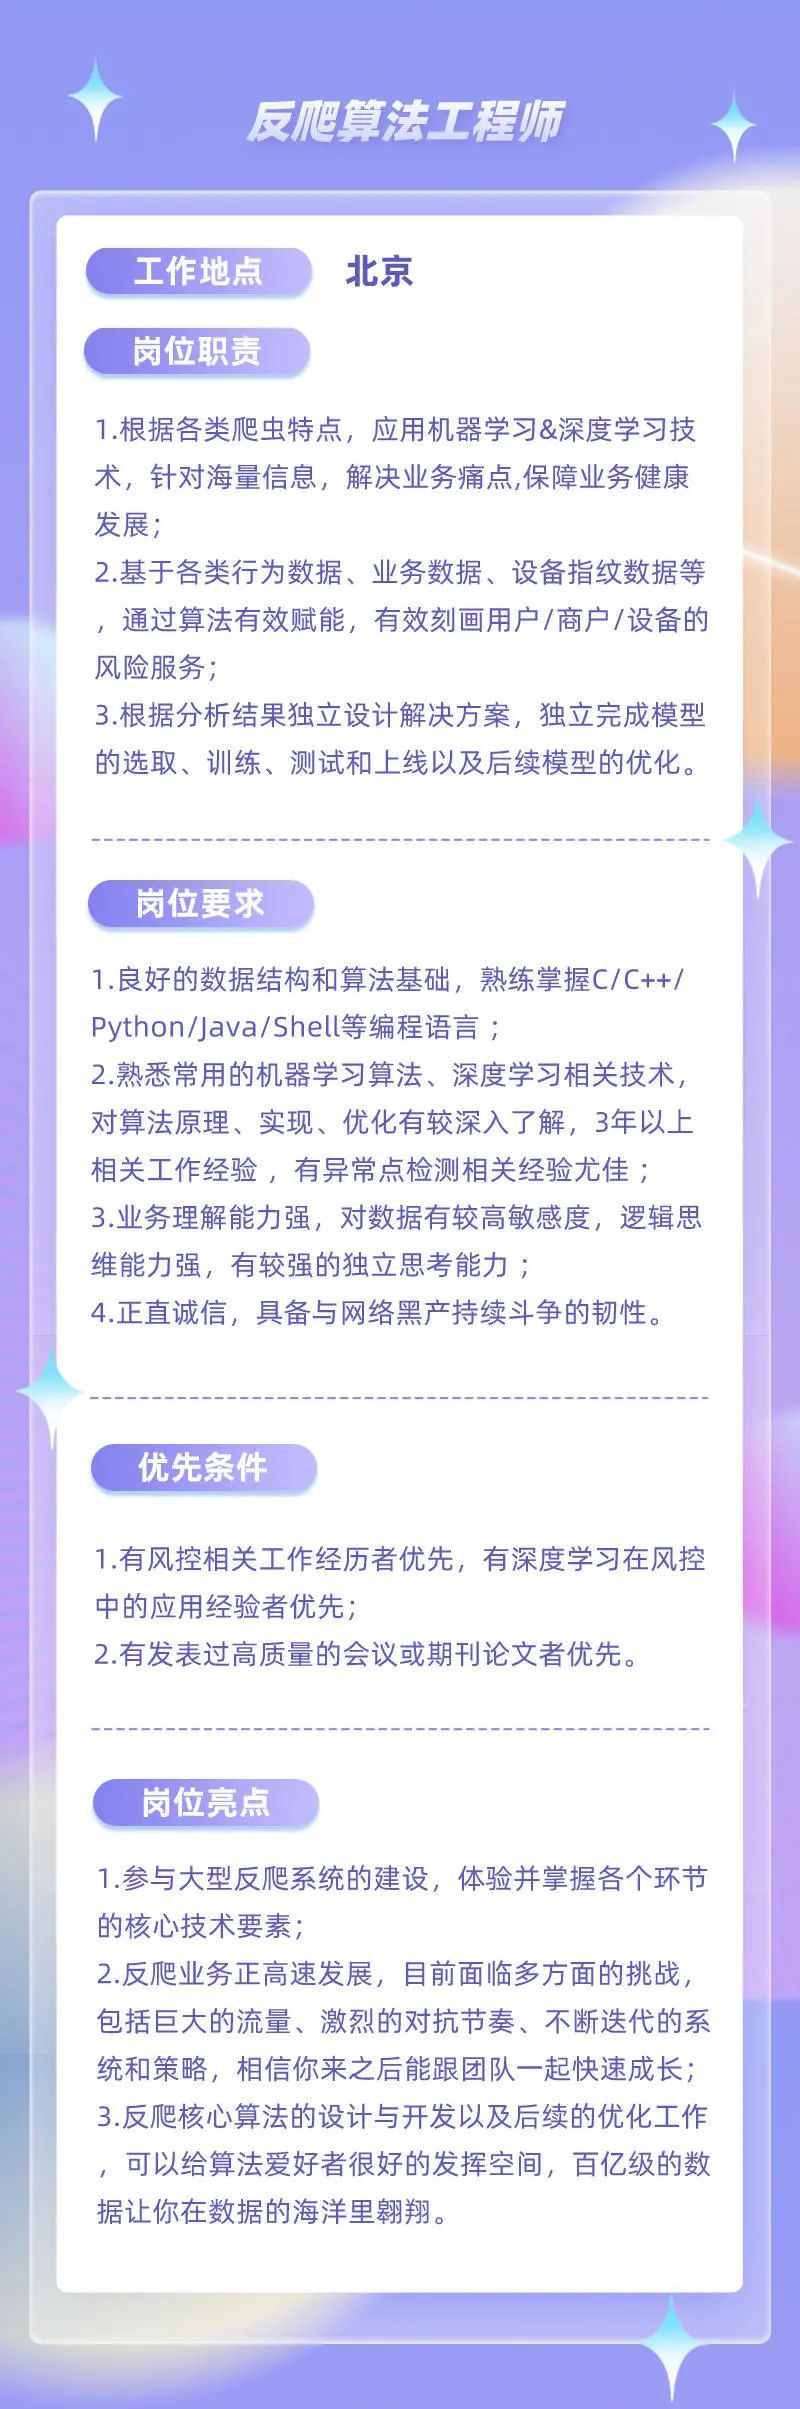 反爬算法工程师
工作地点 北京
岗位职责
1.根据各类爬虫特点，应用机器学习&深度学习技
术，针对海量信息，解决业务痛点,保障业务健康
发展；
2.基于各类行为数据、业务数据、设备指纹数据等
，通过算法有效赋能，有效刻画用户/商户/设备的
风险服务；
3.根据分析结果独立设计解决方案，独立完成模型
的选取、训练、测试和上线以及后续模型的优化。
岗位要求
1.良好的数据结构和算法基础，熟练掌握C/C++/
Python/Java/Shell等编程语言；
2.熟悉常用的机器学习算法、深度学习相关技术，
对算法原理、实现、优化有较深入了解，3年以上
相关工作经验，有异常点检测相关经验尤佳；
3.业务理解能力强，对数据有较高敏感度，逻辑思
维能力强，有较强的独立思考能力；
4.正直诚信，具备与网络黑产持续斗争的韧性。
优先条件
1.有风控相关工作经历者优先，有深度学习在风控
中的应用经验者优先；
2.有发表过高质量的会议或期刊论文者优先。
岗位亮点
1.参与大型反爬系统的建设，体验并掌握各个环节
的核心技术要素；
2.反爬业务正高速发展，目前面临多方面的挑战，
包括巨大的流量、激烈的对抗节奏、不断迭代的系
统和策略，相信你来之后能跟团队一起快速成长；
3.反爬核心算法的设计与开发以及后续的优化工作
，可以给算法爱好者很好的发挥空间，百亿级的数
据让你在数据的海洋里翱翔。